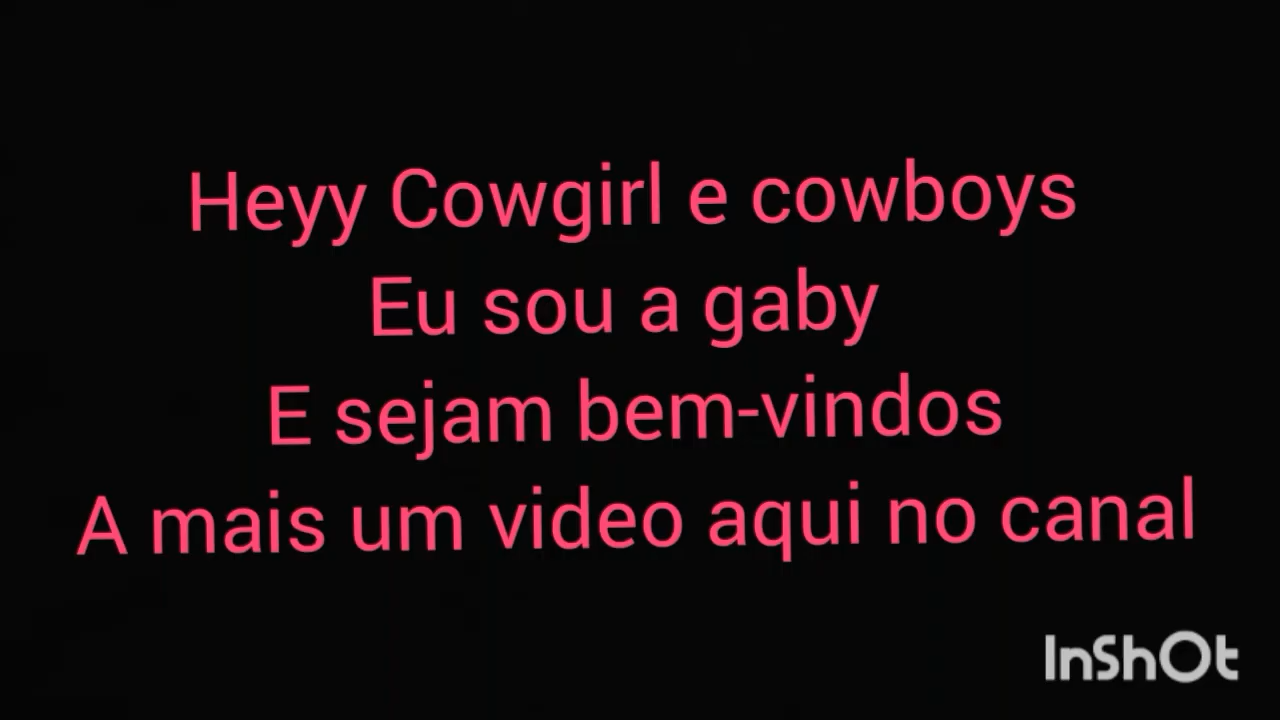 Heyy Cowgirl e cowboys
Eu sou a gaby
E sejam bem-vindos
A mais um video aqui no canal
InShOt